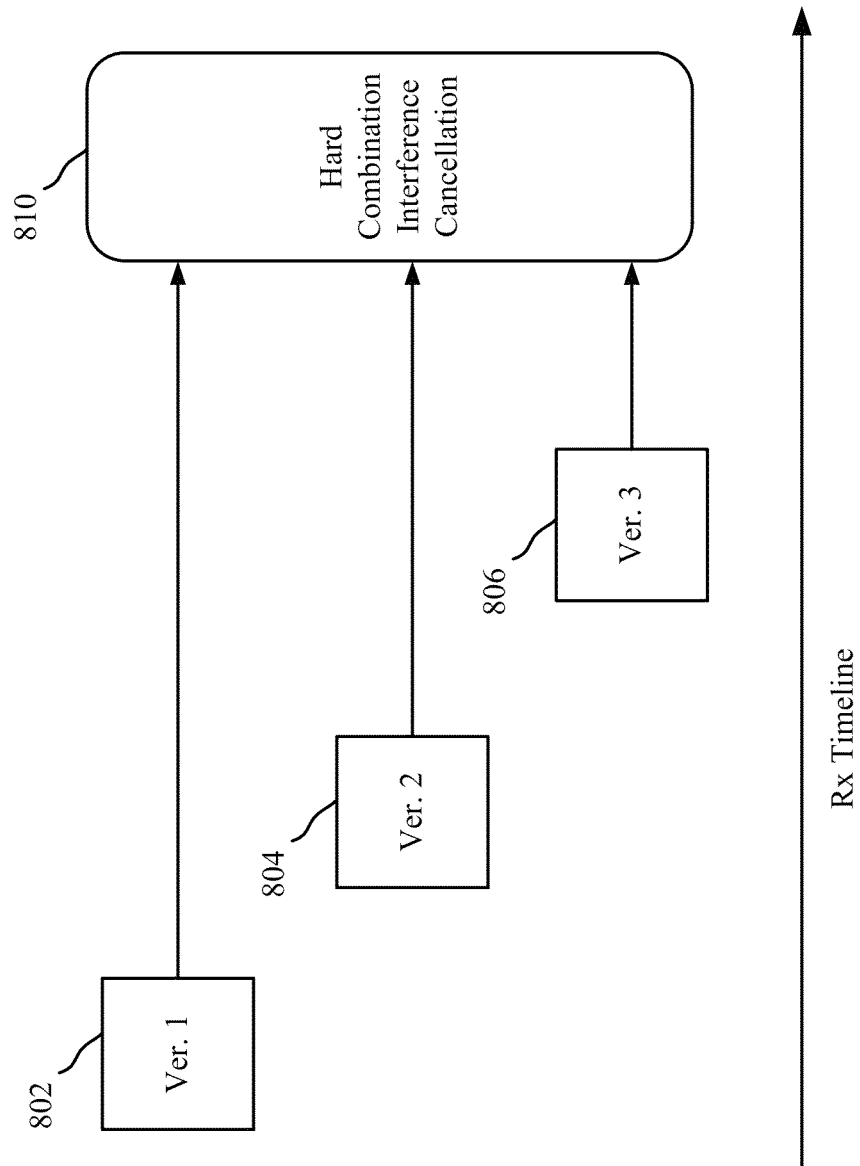 810
Hard
Combination
Interference
Cancellation
806
Ver. 3
804
Ver. 2
802
Ver. 1
Rx Timeline